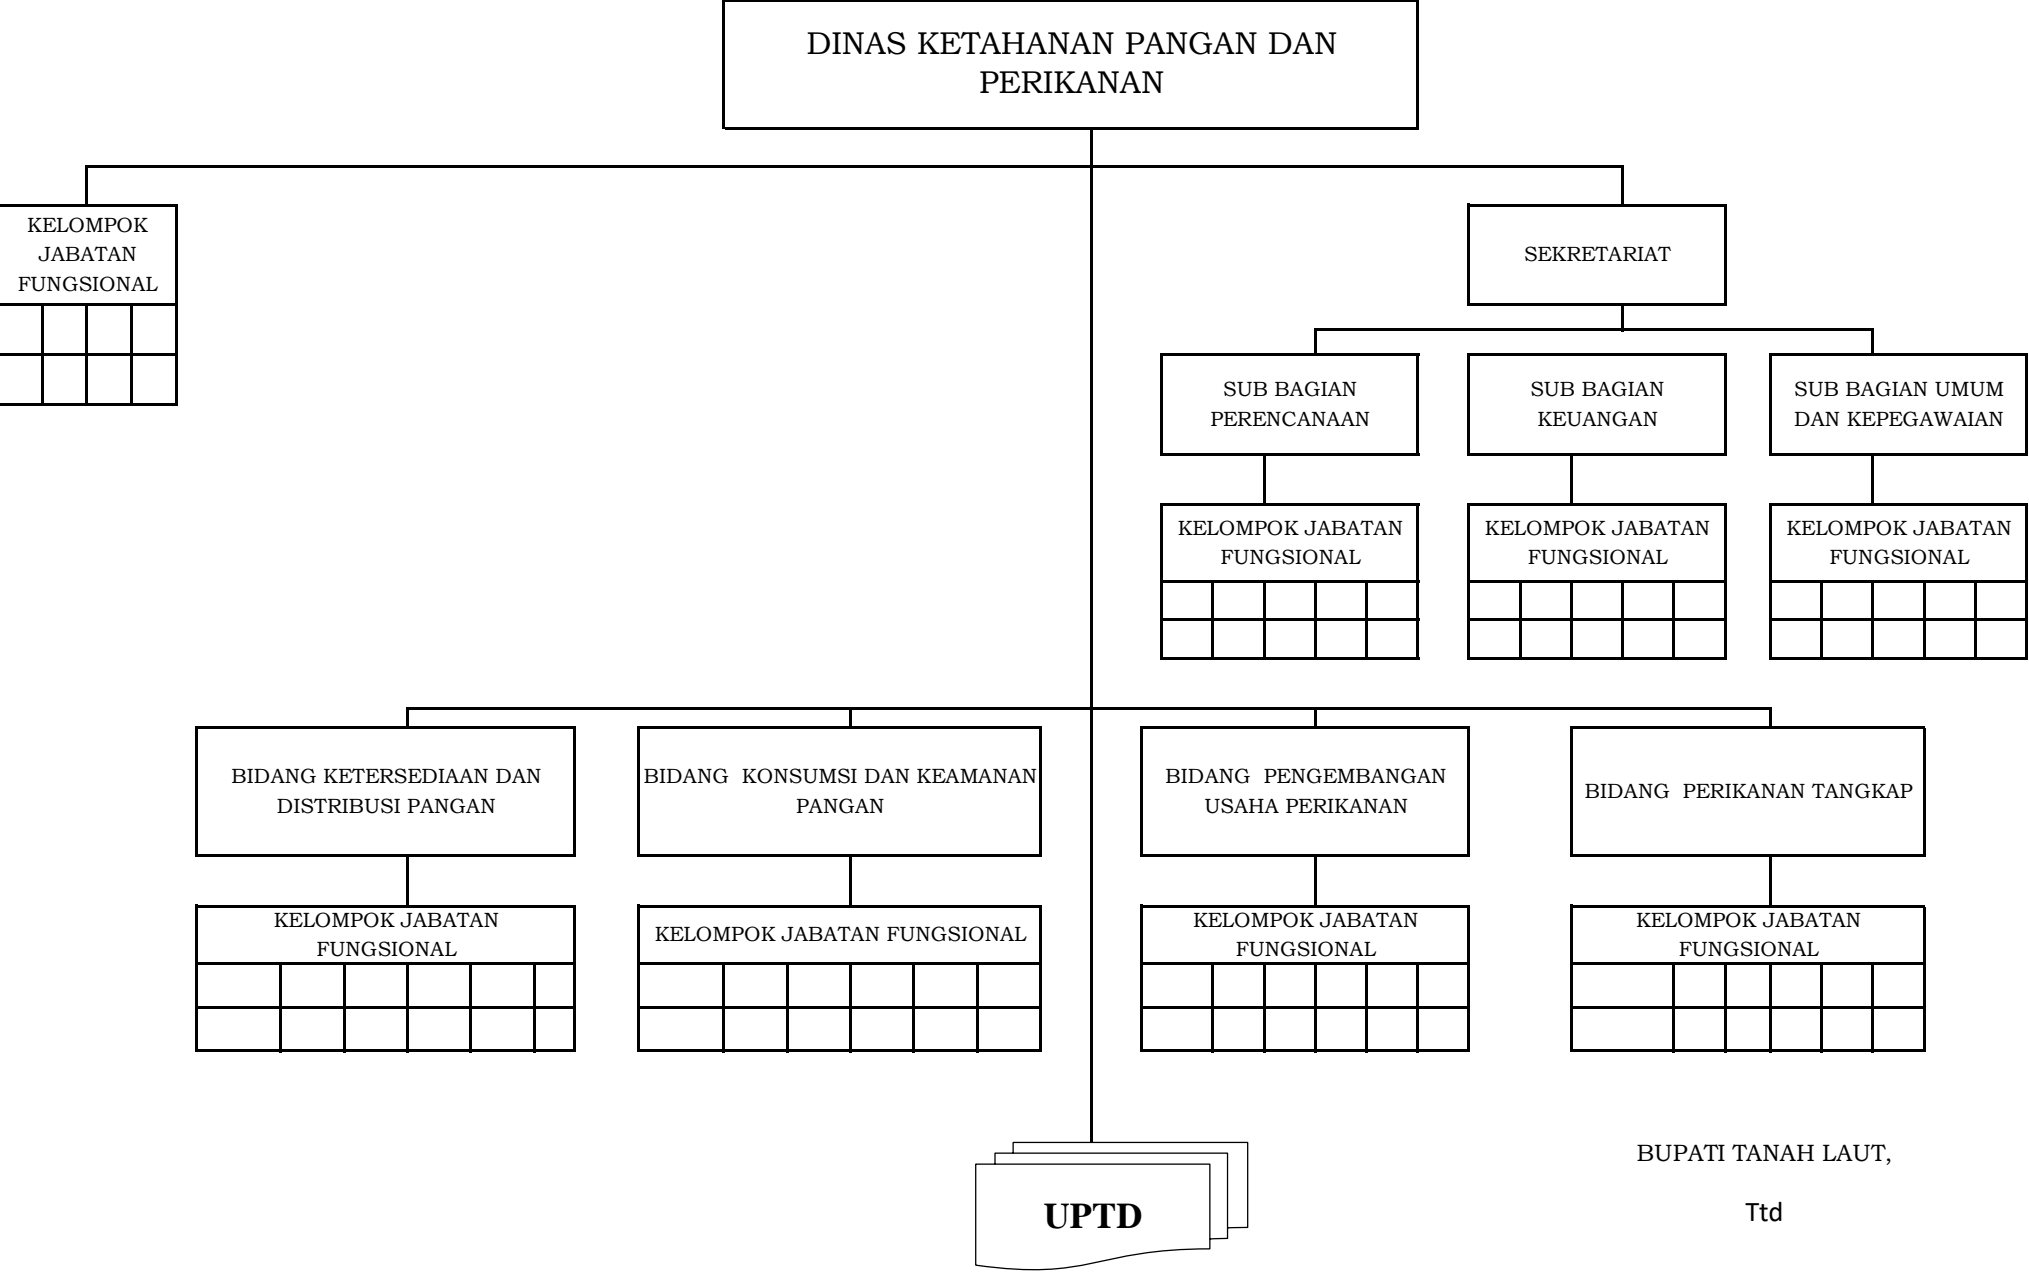 DINAS KETAHANAN PANGAN DAN
PERIKANAN
KELOMPOK
JABATAN
FUNGSIONAL
SEKRETARIAT
SUB BAGIAN
PERENCANAAN
SUB BAGIAN
KEUANGAN
SUB BAGIAN UMUM
DAN KEPEGAWAIAN
KELOMPOK JABATAN
FUNGSIONAL
KELOMPOK JABATAN
FUNGSIONAL
KELOMPOK JABATAN
FUNGSIONAL
BIDANG KETERSEDIAAN DAN
DISTRIBUSI PANGAN
BIDANG  KONSUMSI DAN KEAMANAN
PANGAN
BIDANG  PENGEMBANGAN
USAHA PERIKANAN
BIDANG  PERIKANAN TANGKAP
KELOMPOK JABATAN
FUNGSIONAL
KELOMPOK JABATAN FUNGSIONAL
KELOMPOK JABATAN
FUNGSIONAL
KELOMPOK JABATAN
FUNGSIONAL
UPTD
BUPATI TANAH LAUT,
Ttd